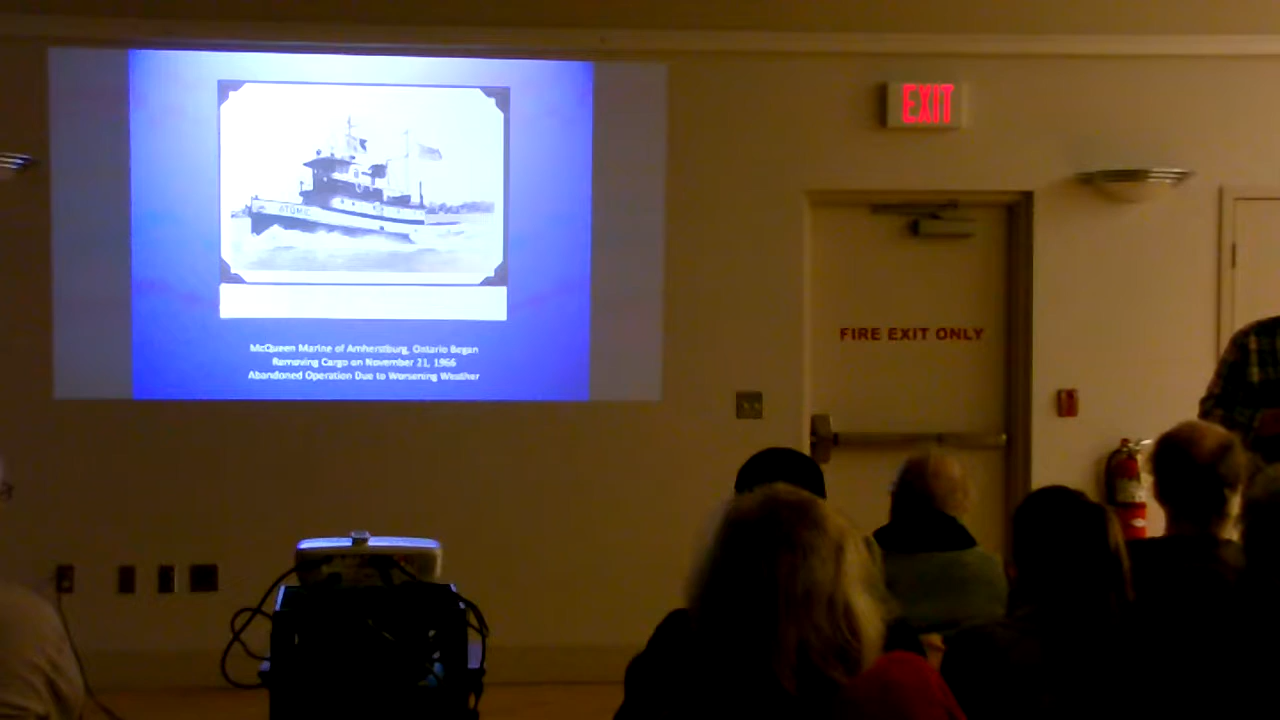 EXIT
ATOMIC
FIRE EXIT ONLY
McQueen Marine of Amherstburg, Ontario Began
Removing Cargo on November 21, 1966
Abandoned Operation Due to Worsening Weather